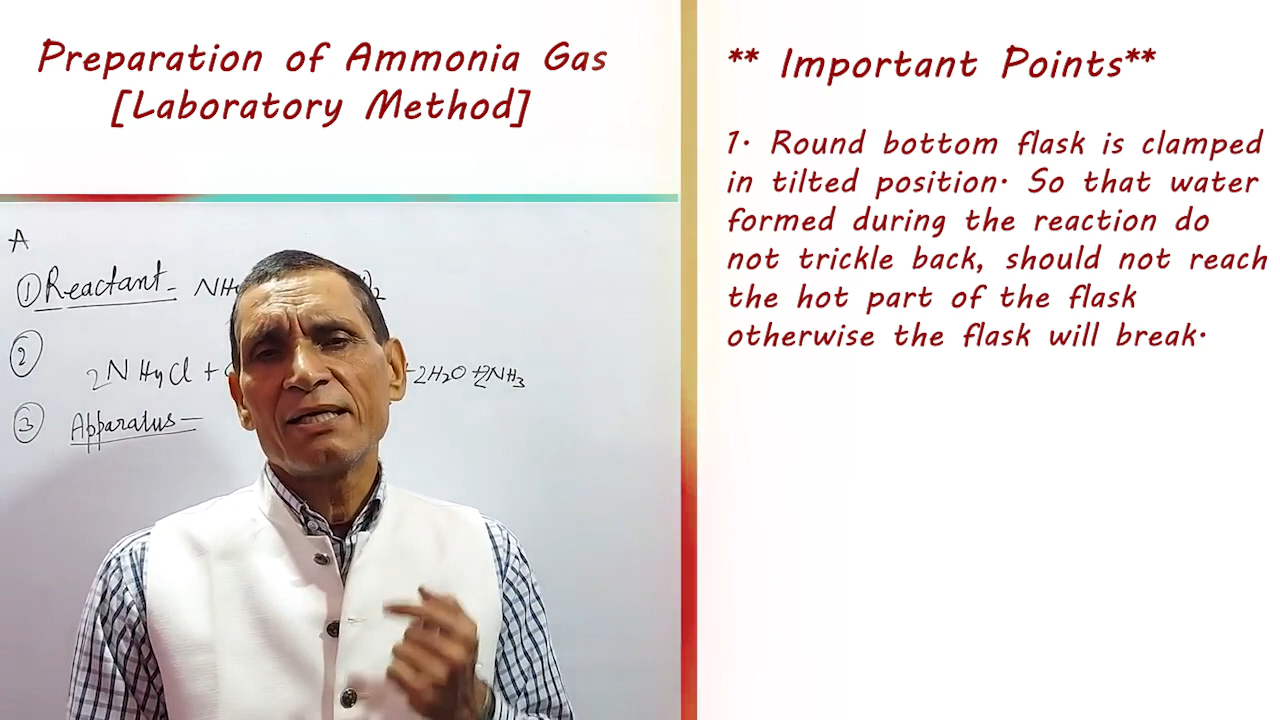 Preparation of Ammonia Gas
[Laboratory Method]
A
① Reactant -
②
2NH4Cl +
+2H2O +2NH3
③ Apparatus -
** Important Points**
1. Round bottom flask is clamped
in tilted position. So that water
formed during the reaction do
not trickle back, should not reach
the hot part of the flask
otherwise the flask will break.